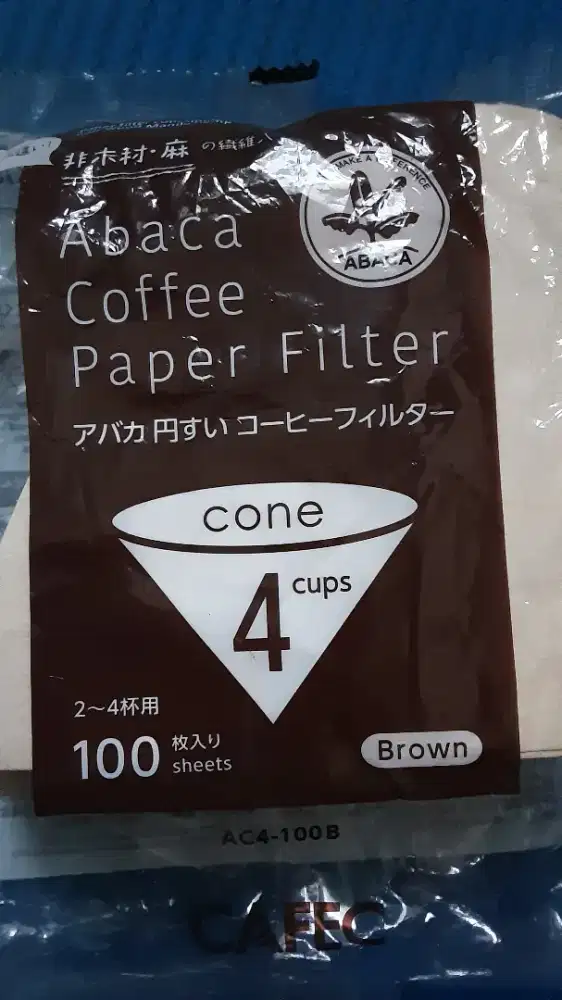 非木材・麻の繊維
MAKE A DIFFERENCE
ABACA
Abaca
Coffee
Paper Filter
アバカ 円すい コーヒーフィルター
cone
4 cups
2〜4杯用
100 枚入り
sheets
Brown
AC4-100B
CAFEC